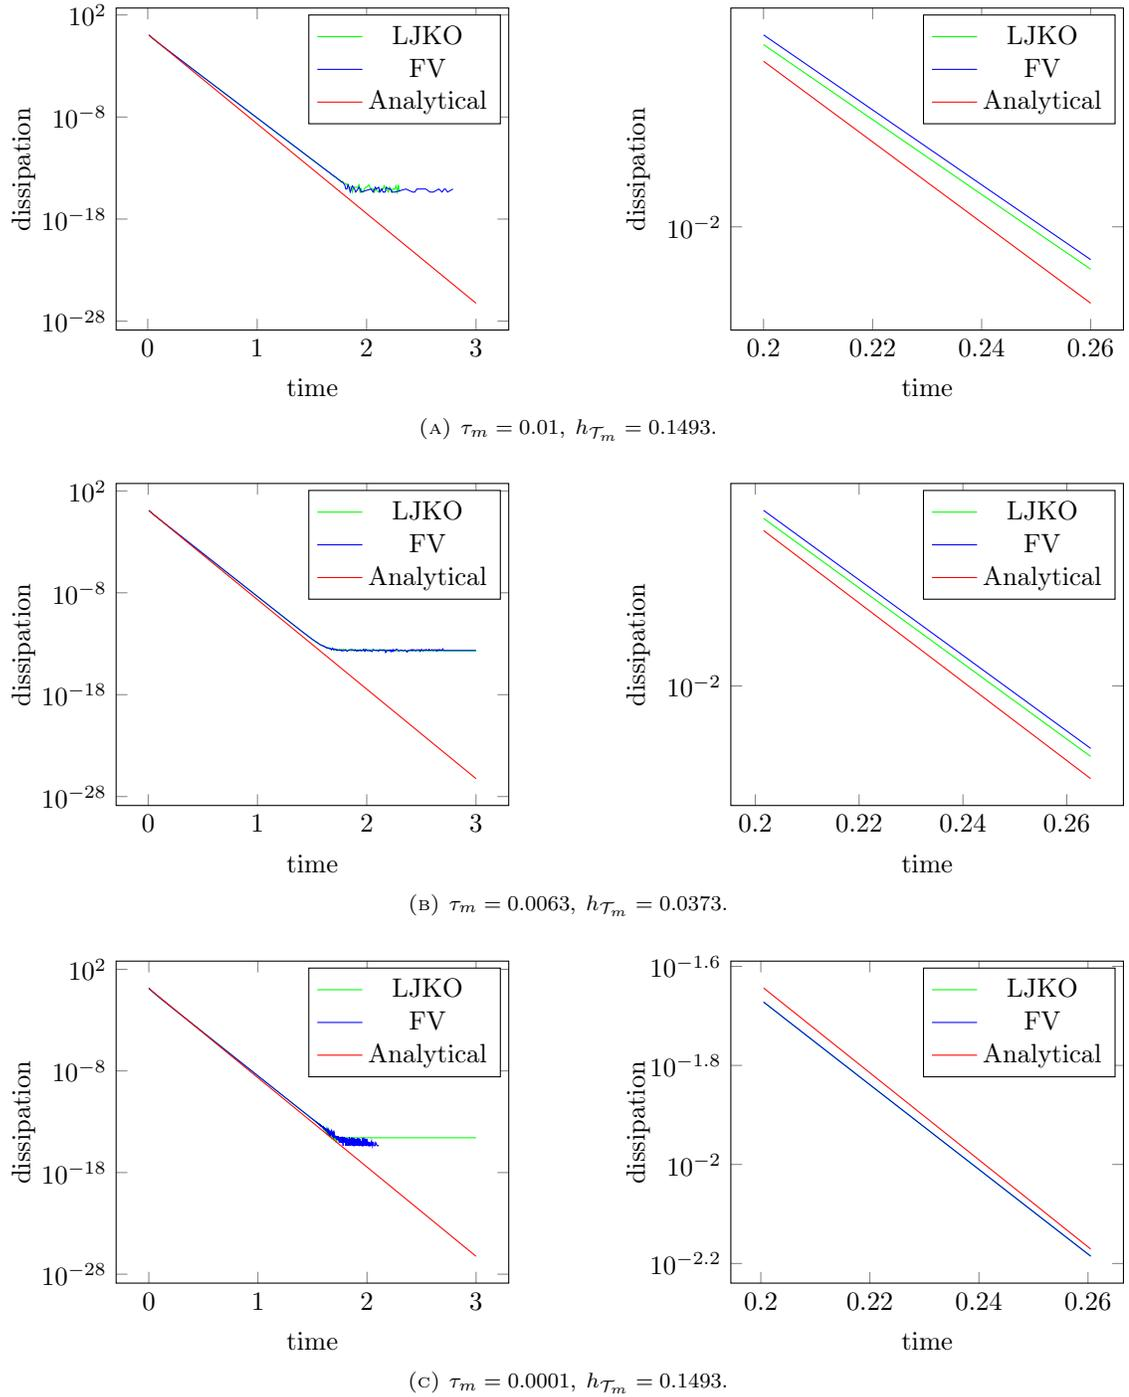 10^2
10^−8
10^−18
10^−28
dissipation
0 1 2 3
time
LJKO
FV
Analytical
10^−2
dissipation
0.2 0.22 0.24 0.26
time
LJKO
FV
Analytical
(A) τ_m = 0.01, h_{𝒯_m} = 0.1493.
10^2
10^−8
10^−18
10^−28
dissipation
0 1 2 3
time
LJKO
FV
Analytical
10^−2
dissipation
0.2 0.22 0.24 0.26
time
LJKO
FV
Analytical
(B) τ_m = 0.0063, h_{𝒯_m} = 0.0373.
10^2
10^−8
10^−18
10^−28
dissipation
0 1 2 3
time
LJKO
FV
Analytical
10^−1.6
10^−1.8
10^−2
10^−2.2
dissipation
0.2 0.22 0.24 0.26
time
LJKO
FV
Analytical
(C) τ_m = 0.0001, h_{𝒯_m} = 0.1493.